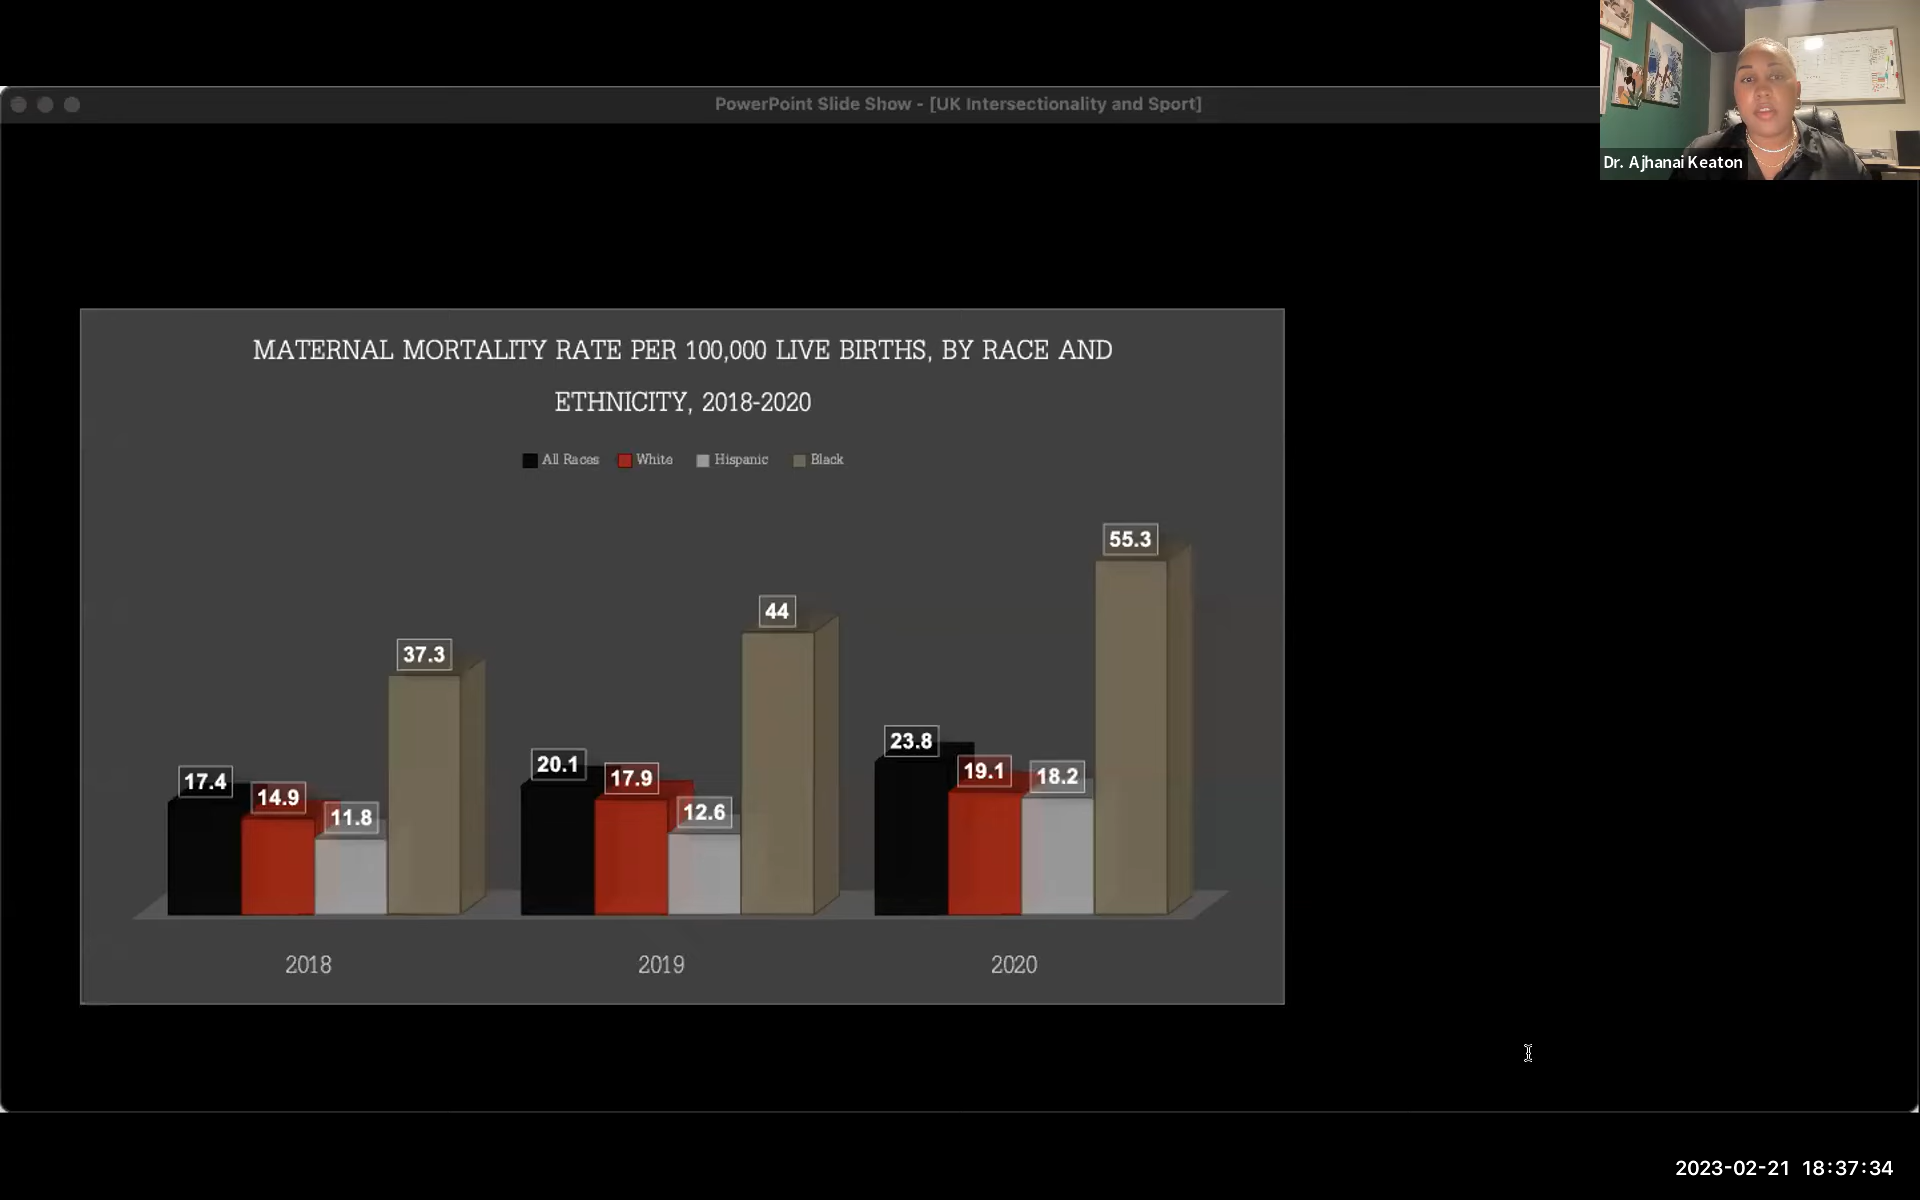 PowerPoint Slide Show - [UK Intersectionality and Sport]
Dr. Ajhanai Keaton
MATERNAL MORTALITY RATE PER 100,000 LIVE BIRTHS, BY RACE AND
ETHNICITY, 2018-2020
All Races White Hispanic Black
17.4 14.9 11.8 37.3
20.1 17.9 12.6 44
23.8 19.1 18.2 55.3
2018 2019 2020
2023-02-21 18:37:34